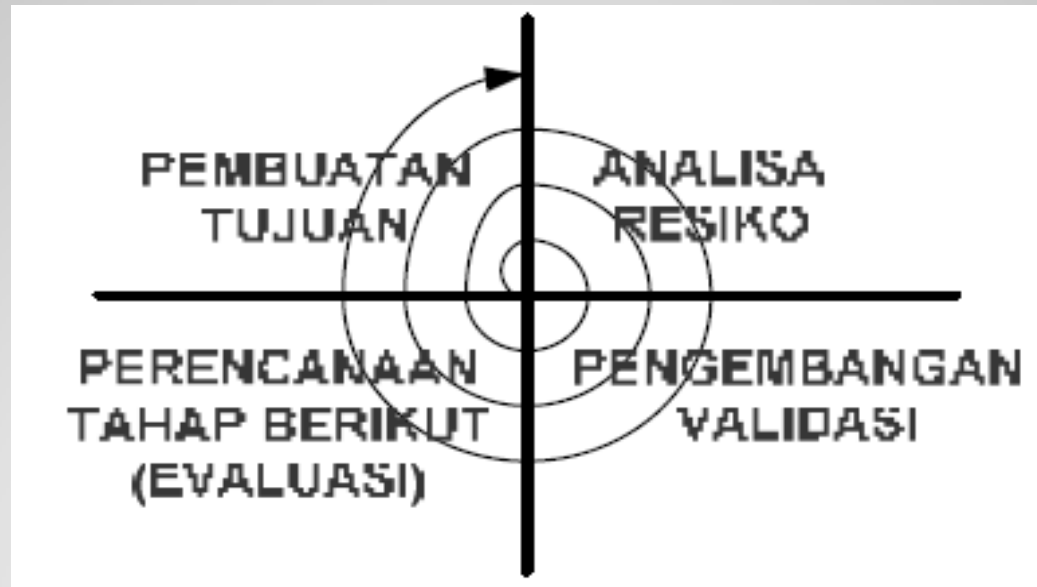 PEMBUATAN
TUJUAN
ANALISA
RESIKO
PERENCANAAN
TAHAP BERIKUT
(EVALUASI)
PENGEMBANGAN
VALIDASI